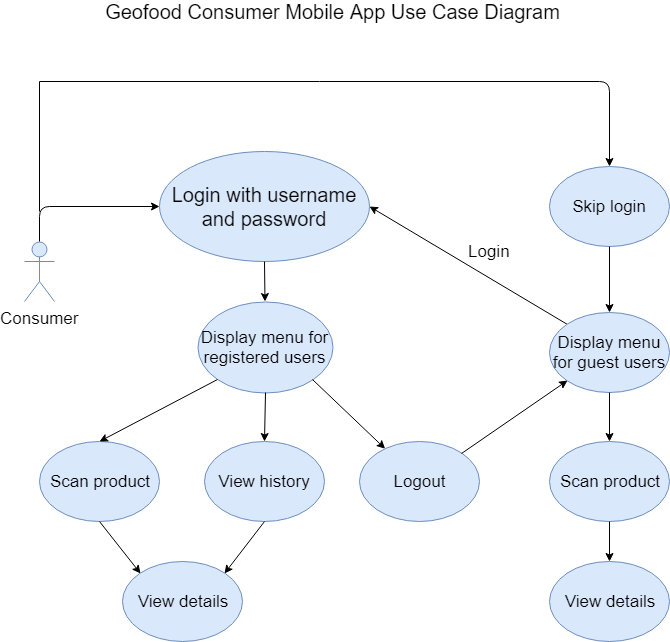 Geofood Consumer Mobile App Use Case Diagram
Login with username
and password
Skip login
Login
Consumer
Display menu for
registered users
Display menu
for guest users
Scan product
View history
Logout
Scan product
View details
View details